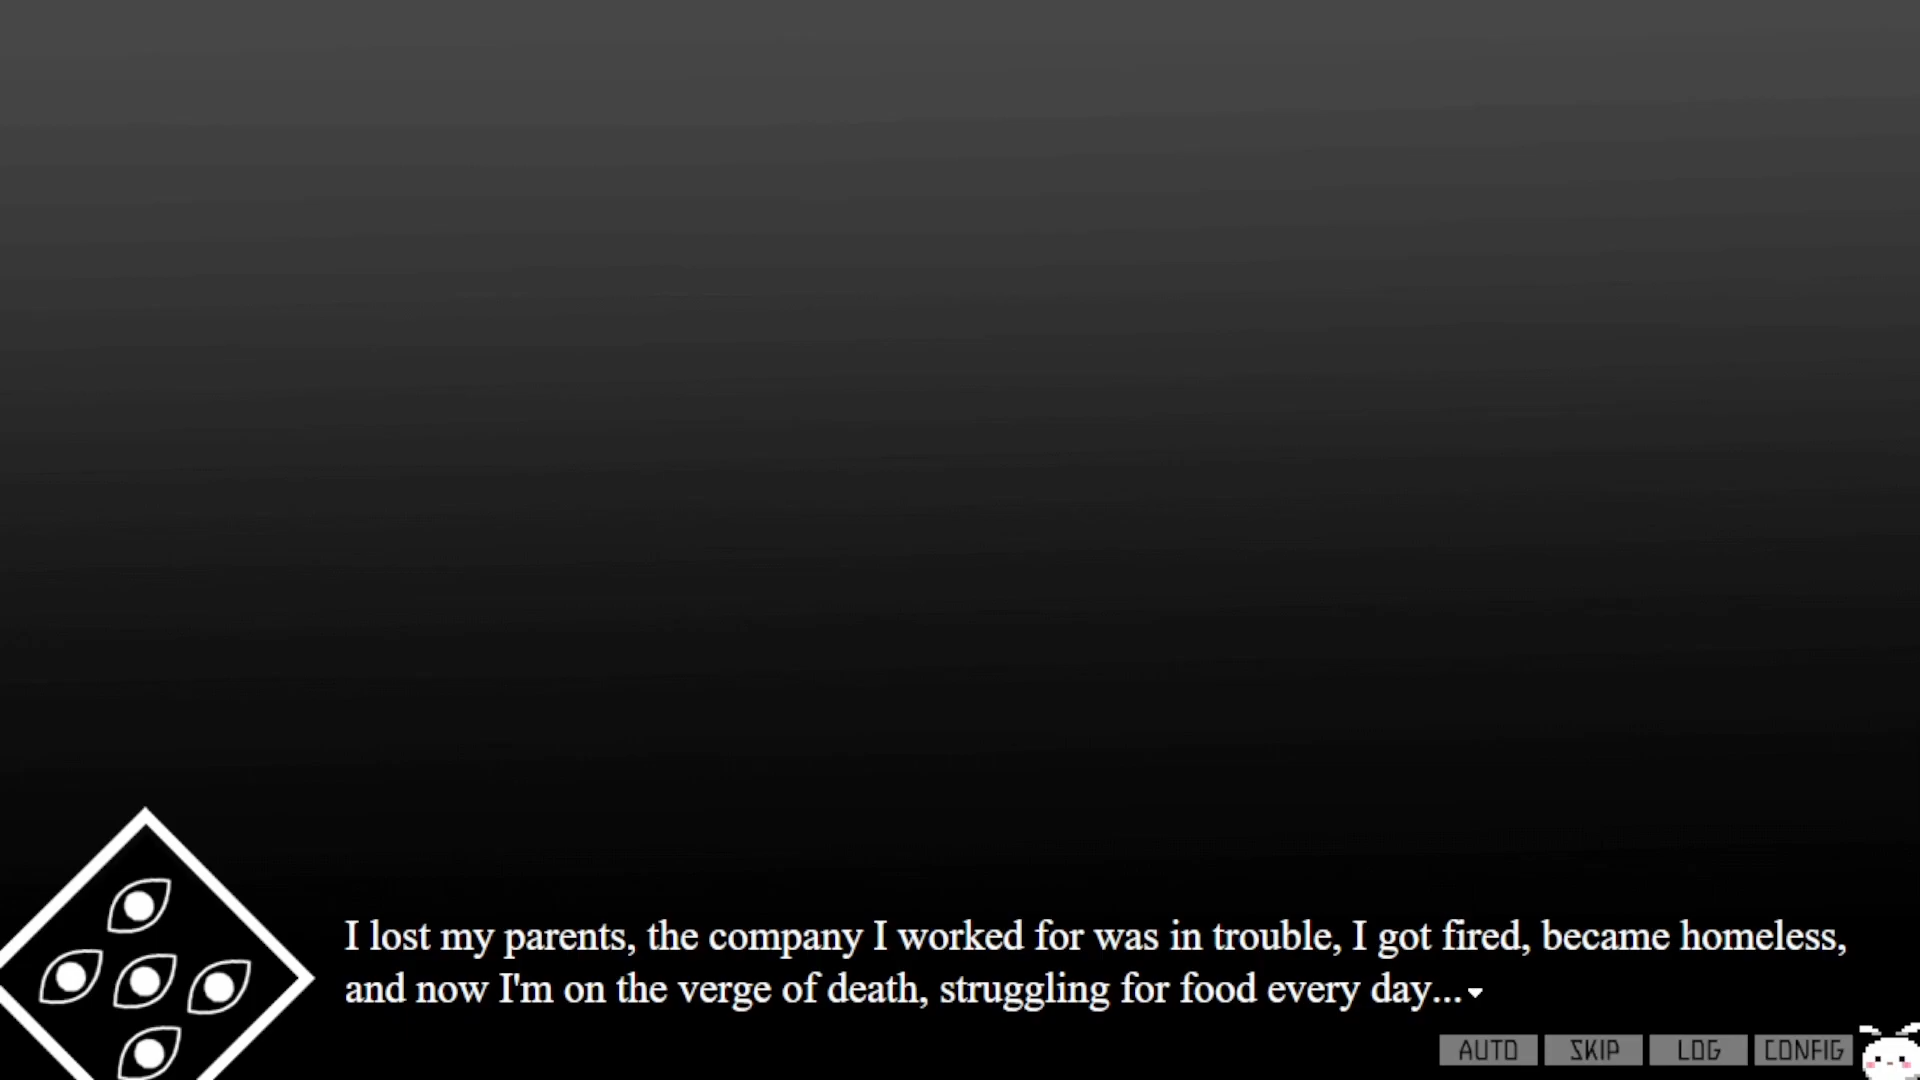 I lost my parents, the company I worked for was in trouble, I got fired, became homeless,
and now I'm on the verge of death, struggling for food every day...
AUTO SKIP LOG CONFIG